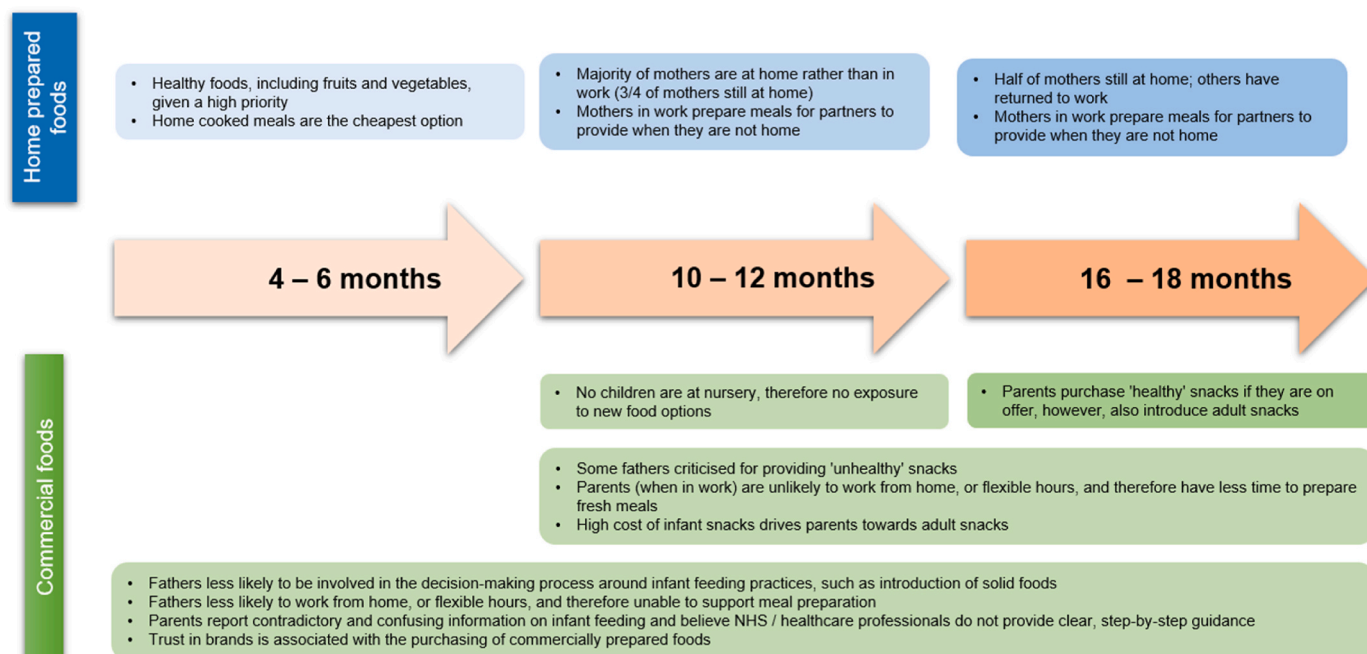 Home prepared
foods
• Healthy foods, including fruits and vegetables,
given a high priority
• Home cooked meals are the cheapest option
• Majority of mothers are at home rather than in
work (3/4 of mothers still at home)
• Mothers in work prepare meals for partners to
provide when they are not home
• Half of mothers still at home; others have
returned to work
• Mothers in work prepare meals for partners to
provide when they are not home
4 – 6 months
10 – 12 months
16 – 18 months
Commercial foods
• No children are at nursery, therefore no exposure
to new food options
• Parents purchase 'healthy' snacks if they are on
offer, however, also introduce adult snacks
• Some fathers criticised for providing 'unhealthy' snacks
• Parents (when in work) are unlikely to work from home, or flexible hours, and therefore have less time to prepare
fresh meals
• High cost of infant snacks drives parents towards adult snacks
• Fathers less likely to be involved in the decision-making process around infant feeding practices, such as introduction of solid foods
• Fathers less likely to work from home, or flexible hours, and therefore unable to support meal preparation
• Parents report contradictory and confusing information on infant feeding and believe NHS / healthcare professionals do not provide clear, step-by-step guidance
• Trust in brands is associated with the purchasing of commercially prepared foods